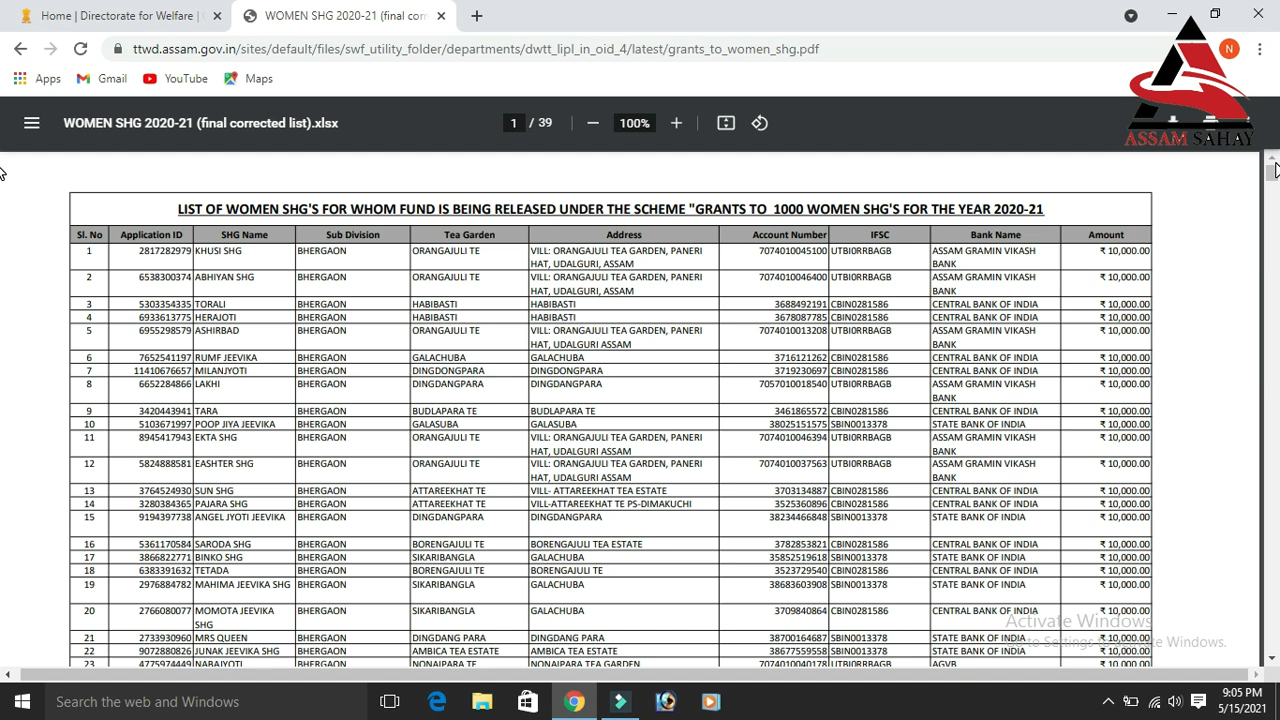 Home | Directorate for Welfare | WOMEN SHG 2020-21 (final corr
ttwd.assam.gov.in/sites/default/files/swf_utility_folder/departments/dwtt_lipl_in_oid_4/latest/grants_to_women_shg.pdf N
Apps Gmail YouTube Maps
WOMEN SHG 2020-21 (final corrected list).xlsx 1 / 39 100%
ASSAM SAHAY
LIST OF WOMEN SHG'S FOR WHOM FUND IS BEING RELEASED UNDER THE SCHEME "GRANTS TO 1000 WOMEN SHG'S FOR THE YEAR 2020-21
Sl. No Application ID SHG Name Sub Division Tea Garden Address Account Number IFSC Bank Name Amount
1 2817282979 KHUSI SHG BHERGAON ORANGAJULI TE VILL: ORANGAJULI TEA GARDEN, PANERI 7074010045100 UTBI0RRBAGB ASSAM GRAMIN VIKASH ₹ 10,000.00
HAT, UDALGURI, ASSAM BANK
2 6538300374 ABHIYAN SHG BHERGAON ORANGAJULI TE VILL: ORANGAJULI TEA GARDEN, PANERI 7074010046400 UTBI0RRBAGB ASSAM GRAMIN VIKASH ₹ 10,000.00
HAT, UDALGURI, ASSAM BANK
3 5303354335 TORALI BHERGAON HABIBASTI HABIBASTI 3688492191 CBIN0281586 CENTRAL BANK OF INDIA ₹ 10,000.00
4 6933613775 HERAJOTI BHERGAON HABIBASTI HABIBASTI 3678087785 CBIN0281586 CENTRAL BANK OF INDIA ₹ 10,000.00
5 6955298579 ASHIRBAD BHERGAON ORANGAJULI TE VILL: ORANGAJULI TEA GARDEN, PANERI 7074010013208 UTBI0RRBAGB ASSAM GRAMIN VIKASH ₹ 10,000.00
HAT, UDALGURI ASSAM BANK
6 7652541197 RUMF JEEVIKA BHERGAON GALACHUBA GALACHUBA 3716121262 CBIN0281586 CENTRAL BANK OF INDIA ₹ 10,000.00
7 11410676657 MILANJYOTI BHERGAON DINGDONGPARA DINGDONGPARA 3719230697 CBIN0281586 CENTRAL BANK OF INDIA ₹ 10,000.00
8 6652284866 LAKHI BHERGAON DINGDANGPARA DINGDANGPARA 7057010018540 UTBI0RRBAGB ASSAM GRAMIN VIKASH ₹ 10,000.00
BANK
9 3420443941 TARA BHERGAON BUDLAPARA TE BUDLAPARA TE 3461865572 CBIN0281586 CENTRAL BANK OF INDIA ₹ 10,000.00
10 5103671997 POOP JIYA JEEVIKA BHERGAON GALASUBA GALASUBA 38025151575 SBIN0013378 STATE BANK OF INDIA ₹ 10,000.00
11 8945417943 EKTA SHG BHERGAON ORANGAJULI TE VILL: ORANGAJULI TEA GARDEN, PANERI 7074010046394 UTBI0RRBAGB ASSAM GRAMIN VIKASH ₹ 10,000.00
HAT, UDALGURI ASSAM BANK
12 5824888581 EASHTER SHG BHERGAON ORANGAJULI TE VILL: ORANGAJULI TEA GARDEN, PANERI 7074010037563 UTBI0RRBAGB ASSAM GRAMIN VIKASH ₹ 10,000.00
HAT, UDALGURI ASSAM BANK
13 3764524930 SUN SHG BHERGAON ATTAREEKHAT TE VILL- ATTAREEKHAT TEA ESTATE 3703134887 CBIN0281586 CENTRAL BANK OF INDIA ₹ 10,000.00
14 3280384365 PAJARA SHG BHERGAON ATTAREEKHAT TE VILL-ATTAREEKHAT TE PS-DIMAKUCHI 3525360896 CBIN0281586 CENTRAL BANK OF INDIA ₹ 10,000.00
15 9194397738 ANGEL JYOTI JEEVIKA BHERGAON DINGDANGPARA DINGDANGPARA 38234466848 SBIN0013378 STATE BANK OF INDIA ₹ 10,000.00
16 5361170584 SARODA SHG BHERGAON BORENGAJULI TE BORENGAJULI TEA ESTATE 3782853821 CBIN0281586 CENTRAL BANK OF INDIA ₹ 10,000.00
17 3866822771 BINKO SHG BHERGAON SIKARIBANGLA GALACHUBA 35852519618 SBIN0013378 STATE BANK OF INDIA ₹ 10,000.00
18 6383391632 TETADA BHERGAON BORENGAJULI TE BORENGAJULI TE 3523729540 CBIN0281586 CENTRAL BANK OF INDIA ₹ 10,000.00
19 2976884782 MAHIMA JEEVIKA SHG BHERGAON SIKARIBANGLA GALACHUBA 38683603908 SBIN0013378 STATE BANK OF INDIA ₹ 10,000.00
20 2766080077 MOMOTA JEEVIKA BHERGAON SIKARIBANGLA GALACHUBA 3709840864 CBIN0281586 CENTRAL BANK OF INDIA ₹ 10,000.00
SHG
21 2733930960 MRS QUEEN BHERGAON DINGDANG PARA DINGDANG PARA 38700164687 SBIN0013378 STATE BANK OF INDIA ₹ 10,000.00
22 9072880826 JUNAK JEEVIKA SHG BHERGAON AMBICA TEA ESTATE AMBICA TEA ESTATE 38677559558 SBIN0013378 STATE BANK OF INDIA ₹ 10,000.00
23 4775974449 NABAJYOTI BHERGAON NONAIPARA TE NONAIPARA TEA GARDEN 7074010040178 UTBI0RRBAGB AGVB ₹ 10,000.00
Activate Windows
Go to Settings to activate Windows.
Search the web and Windows 9:05 PM
5/15/2021